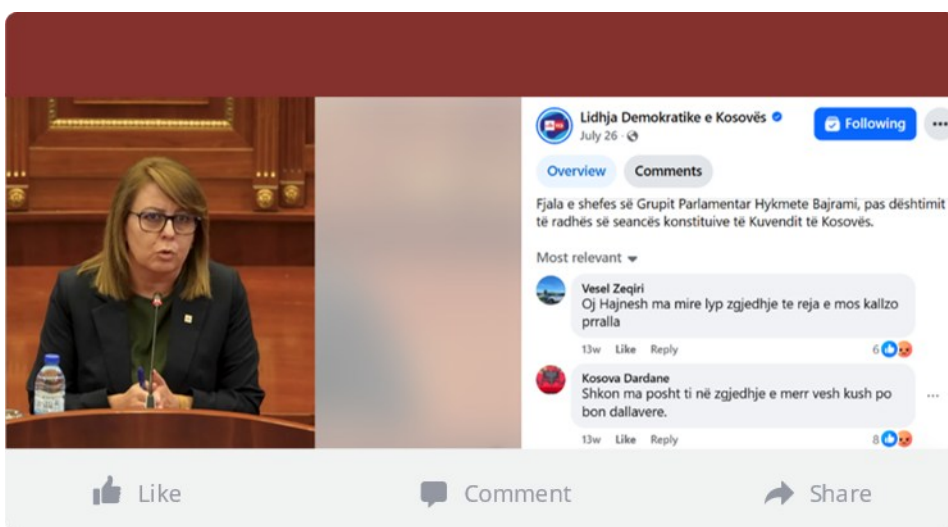 Lidhja Demokratike e Kosovës
July 26
Following
Overview
Comments
Fjala e shefes së Grupit Parlamentar Hykmete Bajrami, pas dështimit
të radhës së seancës konstituive të Kuvendit të Kosovës.
Most relevant
Vesel Zeqiri
Oj Hajnesh ma mire lyp zgjedhje te reja e mos kallzo
prralla
13w Like Reply 6
Kosova Dardane
Shkon ma posht ti në zgjedhje e merr vesh kush po
bon dallavere.
13w Like Reply 8
Like Comment Share